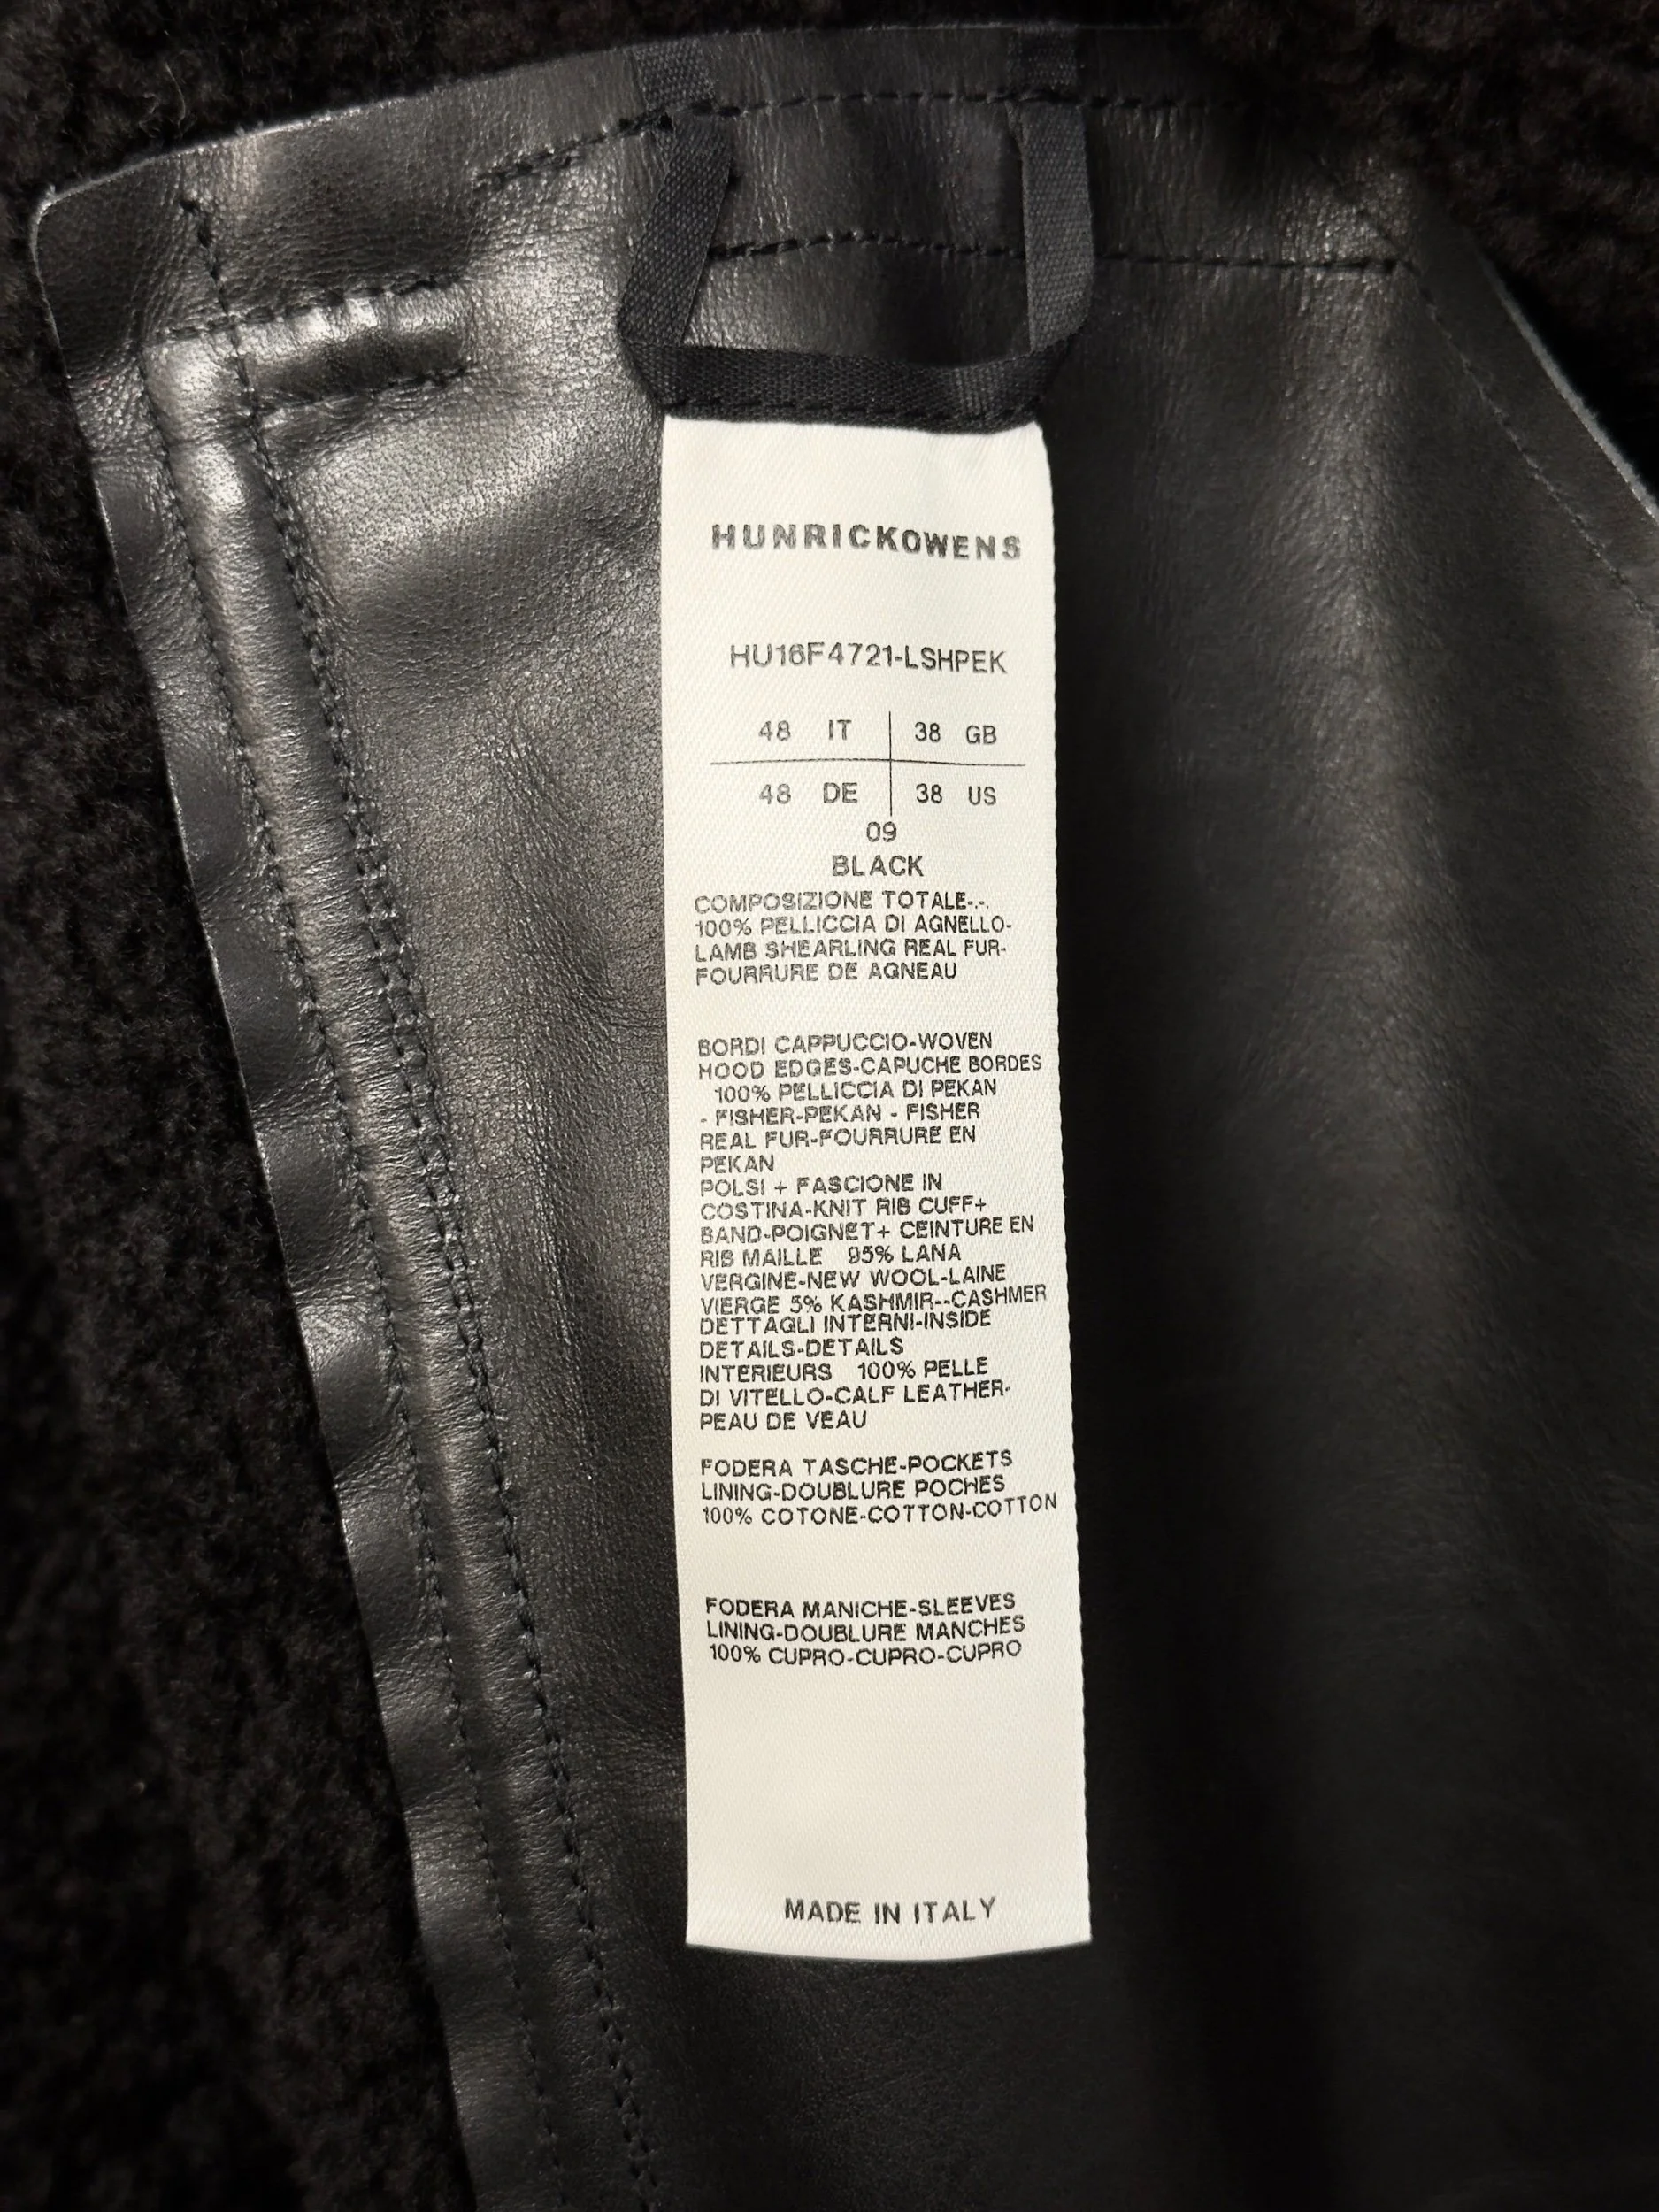 HUNRICKOWENS
HU16F4721-LSHPEK
48 IT 38 GB
48 DE 38 US
09
BLACK
COMPOSIZIONE TOTALE-.-.
100% PELLICCIA DI AGNELLO-
LAMB SHEARLING REAL FUR-
FOURRURE DE AGNEAU
BORDI CAPPUCCIO-WOVEN
HOOD EDGES-CAPUCHE BORDES
100% PELLICCIA DI PEKAN
- FISHER-PEKAN - FISHER
REAL FUR-FOURRURE EN
PEKAN
POLSI + FASCIONE IN
COSTINA-KNIT RIB CUFF+
BAND-POIGNET+ CEINTURE EN
RIB MAILLE 95% LANA
VERGINE-NEW WOOL-LAINE
VIERGE 5% KASHMIR--CASHMER
DETTAGLI INTERNI-INSIDE
DETAILS-DETAILS
INTERIEURS 100% PELLE
DI VITELLO-CALF LEATHER-
PEAU DE VEAU
FODERA TASCHE-POCKETS
LINING-DOUBLURE POCHES
100% COTONE-COTTON-COTTON
FODERA MANICHE-SLEEVES
LINING-DOUBLURE MANCHES
100% CUPRO-CUPRO-CUPRO
MADE IN ITALY